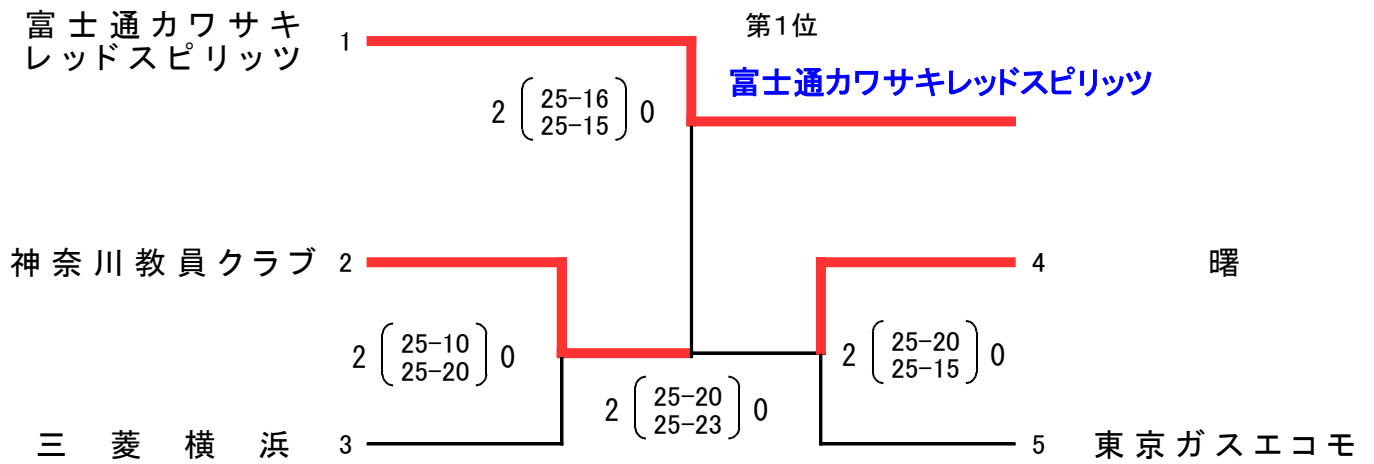 富士通カワサキ
レッドスピリッツ
1
第1位
富士通カワサキレッドスピリッツ
2 (25-16 25-15) 0
神奈川教員クラブ 2
4 曙
2 (25-10 25-20) 0
2 (25-20 25-15) 0
2 (25-20 25-23) 0
三菱横浜 3
5 東京ガスエコモ